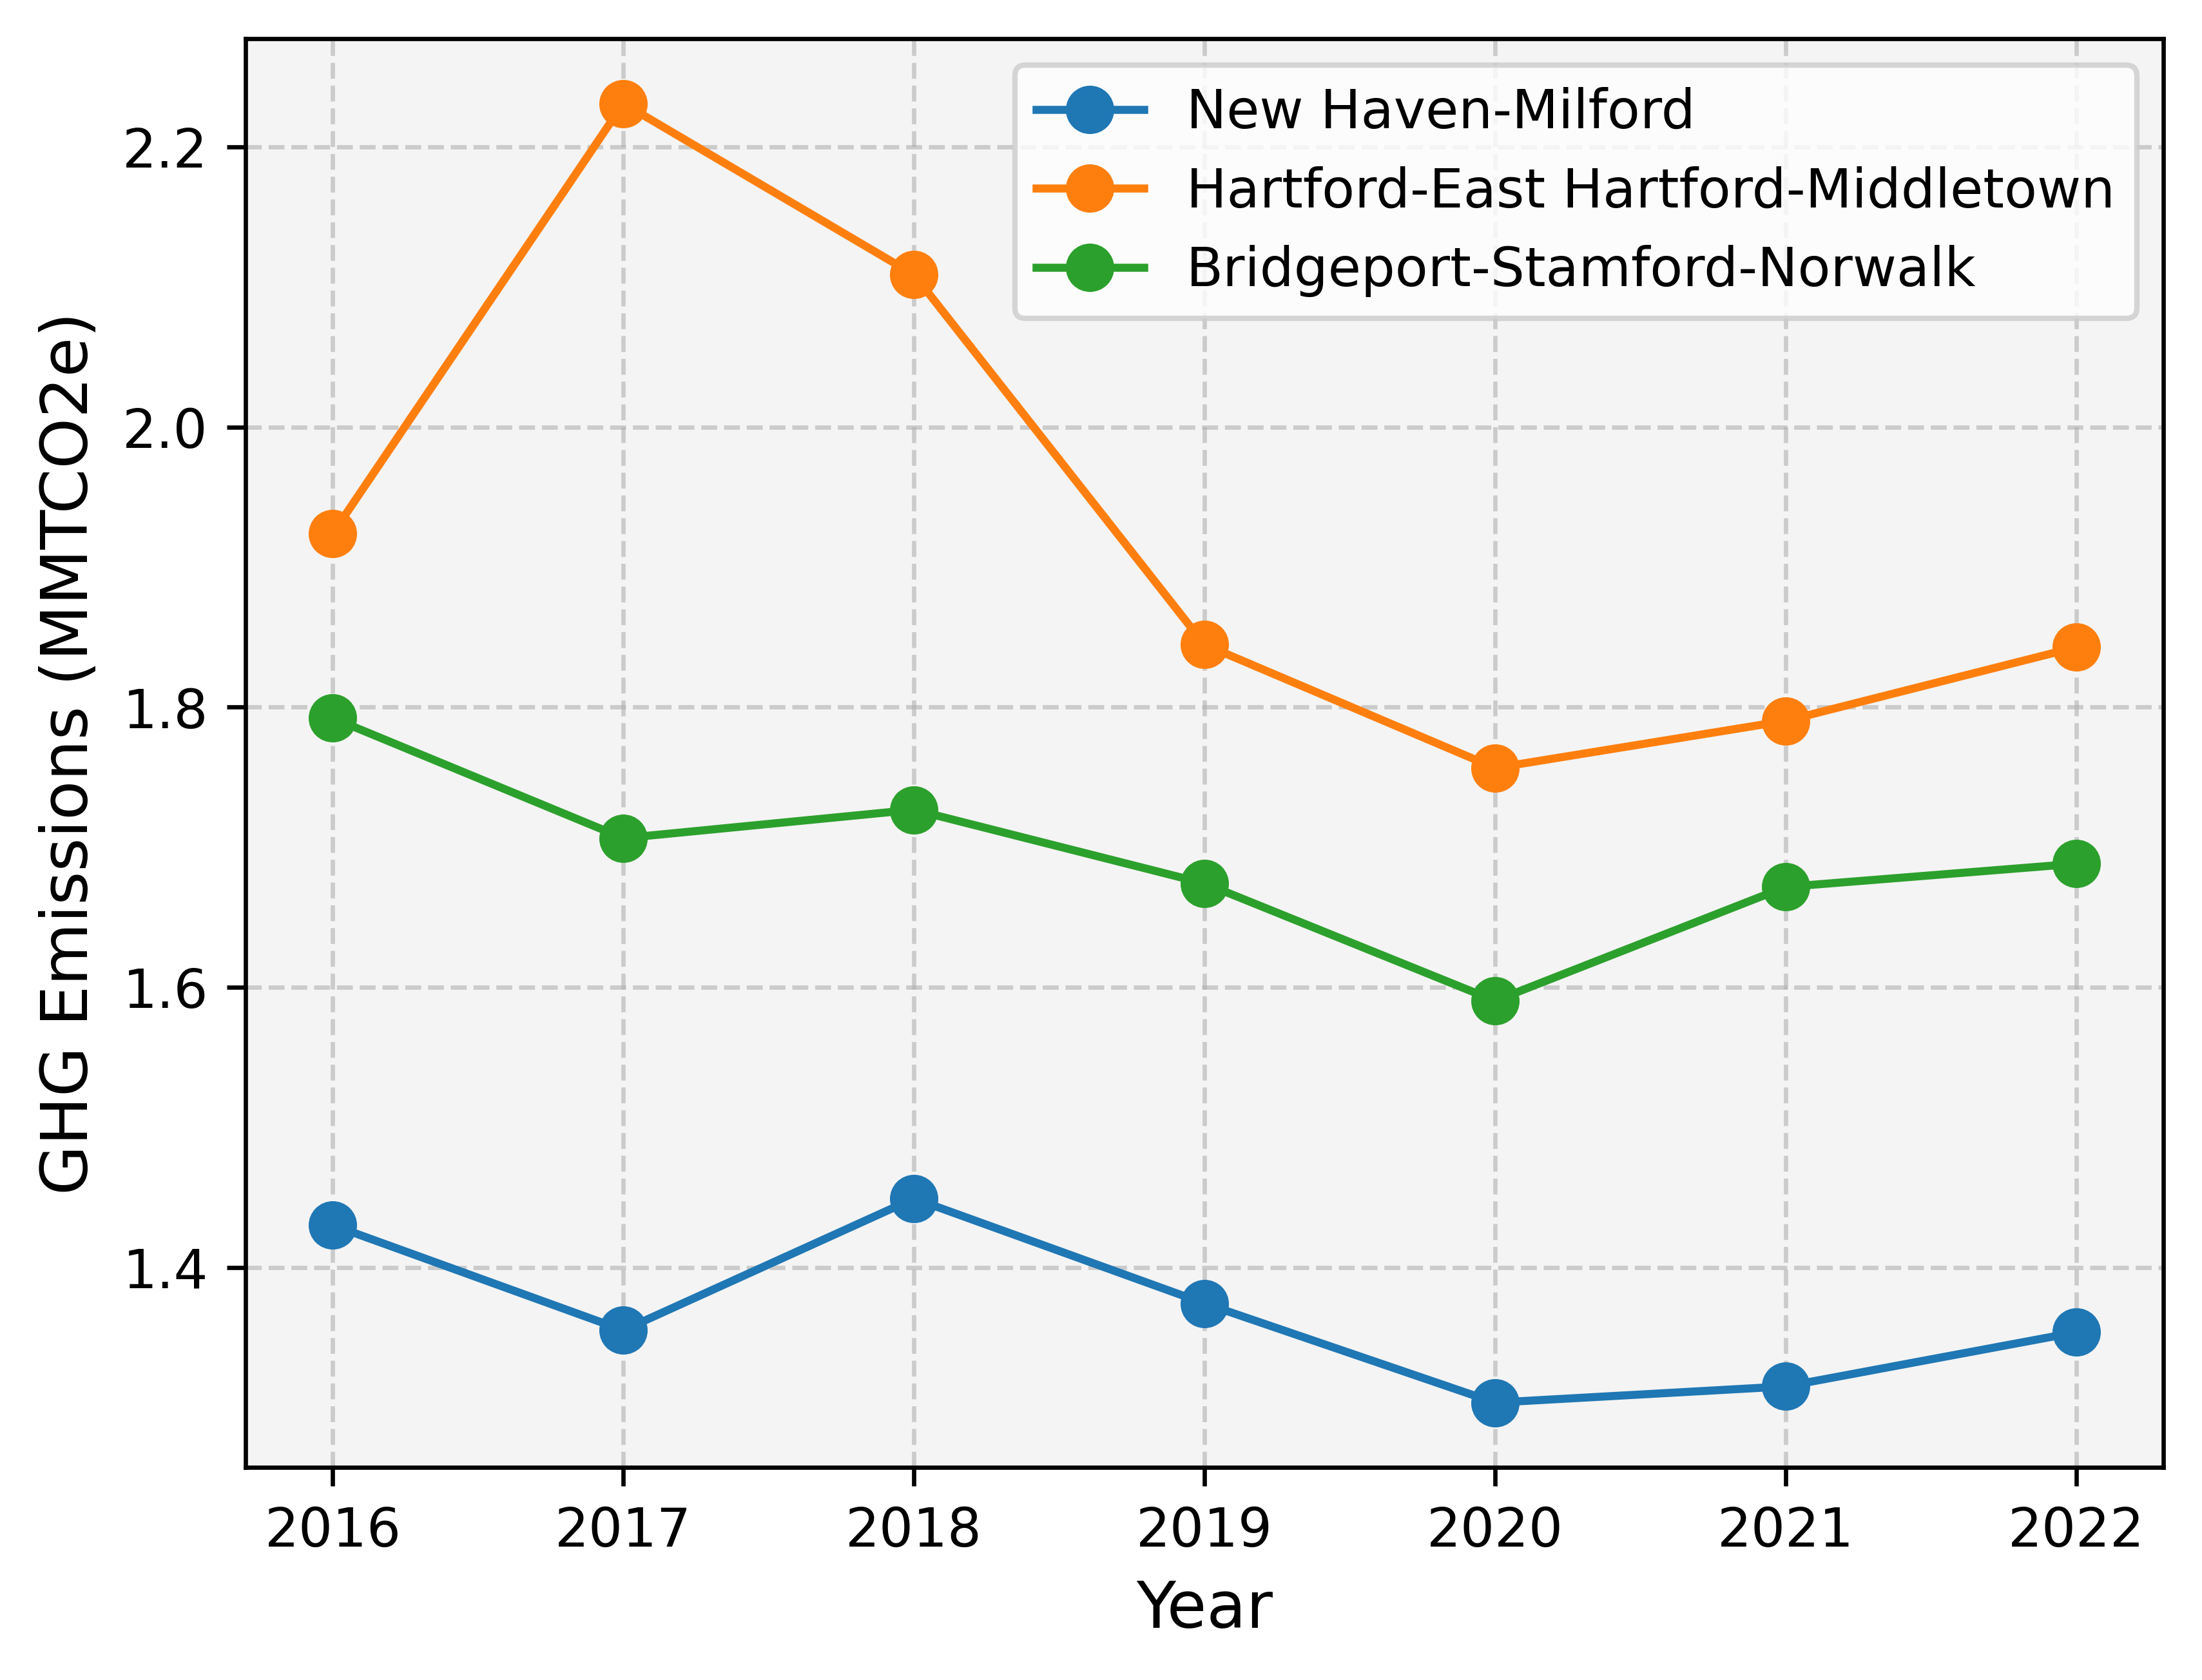 New Haven-Milford
Hartford-East Hartford-Middletown
Bridgeport-Stamford-Norwalk
GHG Emissions (MMTCO2e)
2.2
2.0
1.8
1.6
1.4
2016 2017 2018 2019 2020 2021 2022
Year